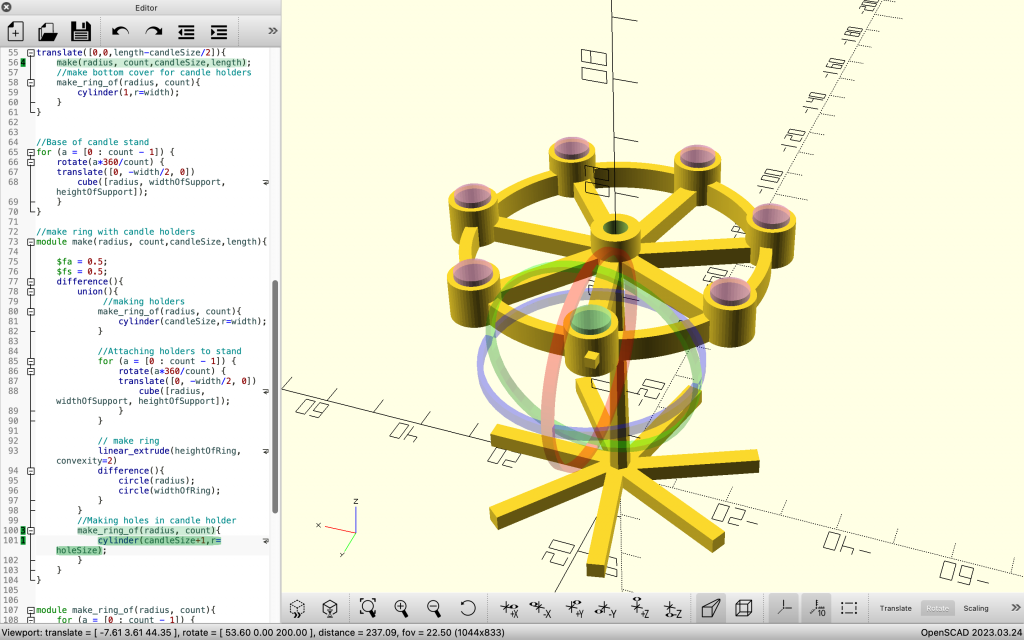 Editor
55 translate([0,0,length-candleSize/2]){
56 4 make(radius, count,candleSize,length);
57 //make bottom cover for candle holders
58 make_ring_of(radius, count){
59 cylinder(1,r=width);
60 }
61 }
62
63
64 //Base of candle stand
65 for (a = [0 : count - 1]) {
66 rotate(a*360/count) {
67 translate([0, -width/2, 0])
68 cube([radius, widthOfSupport,
heightOfSupport]);
69 }
70 }
71
72 //make ring with candle holders
73 module make(radius, count,candleSize,length){
74
75 $fa = 0.5;
76 $fs = 0.5;
77 difference(){
78 union(){
79 //making holders
80 make_ring_of(radius, count){
81 cylinder(candleSize,r=width);
82 }
83
84 //Attaching holders to stand
85 for (a = [0 : count - 1]) {
86 rotate(a*360/count) {
87 translate([0, -width/2, 0])
88 cube([radius,
widthOfSupport, heightOfSupport]);
89 }
90 }
91
92 // make ring
93 linear_extrude(heightOfRing,
convexity=2)
94 difference(){
95 circle(radius);
96 circle(widthOfRing);
97 }
98 }
99 //Making holes in candle holder
100 3 make_ring_of(radius, count){
101 1 cylinder(candleSize+1,r=
holeSize);
102 }
103 }
104 }
105
106
107 module make_ring_of(radius, count){
108 for (a = [0 : count - 1]) {
60
40
20
-20
-40
-60
20
z
x
y
+X
-X
+Y
-Y
+Z
-Z
10
Translate
Rotate
Scaling
Viewport: translate = [ -7.61 3.61 44.35 ], rotate = [ 53.60 0.00 200.00 ], distance = 237.09, fov = 22.50 (1044x833)
OpenSCAD 2023.03.24